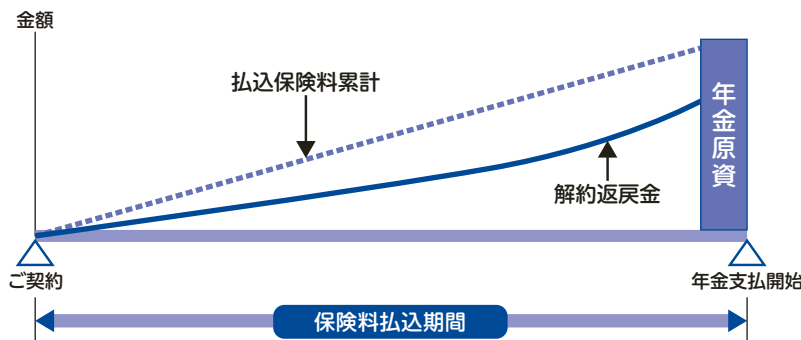 金額
払込保険料累計
年金原資
解約返戻金
ご契約
年金支払開始
保険料払込期間